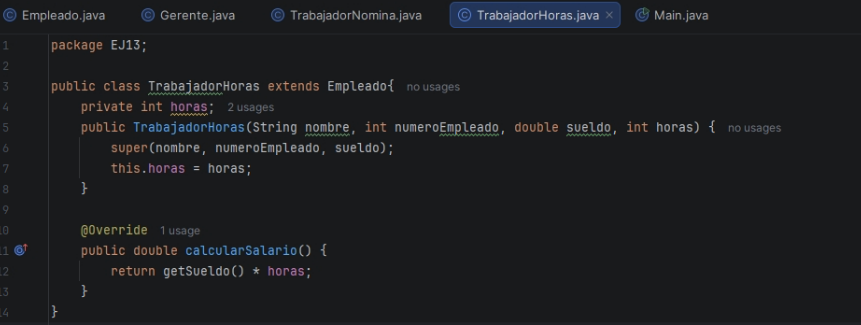 Empleado.java Gerente.java TrabajadorNomina.java TrabajadorHoras.java Main.java
1 package EJ13;
2
3 public class TrabajadorHoras extends Empleado{ no usages
4 private int horas; 2 usages
5 public TrabajadorHoras(String nombre, int numeroEmpleado, double sueldo, int horas) { no usages
6 super(nombre, numeroEmpleado, sueldo);
7 this.horas = horas;
8 }
9
10 @Override 1 usage
11 public double calcularSalario() {
12 return getSueldo() * horas;
13 }
14 }